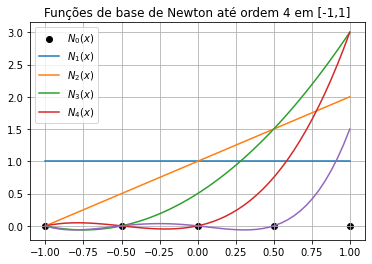 Funções de base de Newton até ordem 4 em [-1,1]
3.0
2.5
2.0
1.5
1.0
0.5
0.0
N₀(x)
N₁(x)
N₂(x)
N₃(x)
N₄(x)
−1.00 −0.75 −0.50 −0.25 0.00 0.25 0.50 0.75 1.00